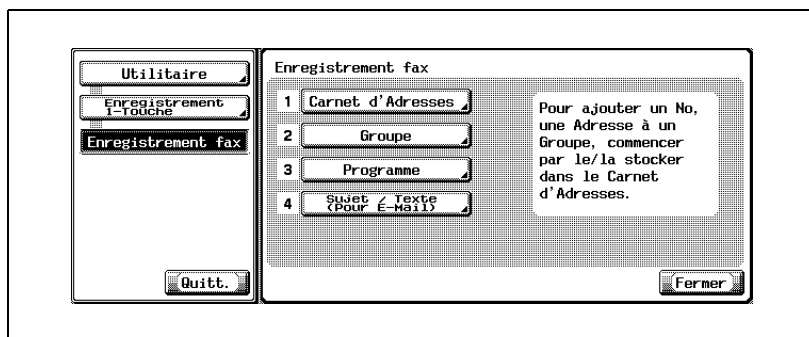 Utilitaire
Enregistrement
1-Touche
Enregistrement fax
Quitt.
Enregistrement fax
1 Carnet d'Adresses
2 Groupe
3 Programme
4 Sujet / Texte
(Pour E-Mail)
Pour ajouter un No,
une Adresse à un
Groupe, commencer
par le/la stocker
dans le Carnet
d'Adresses.
Fermer